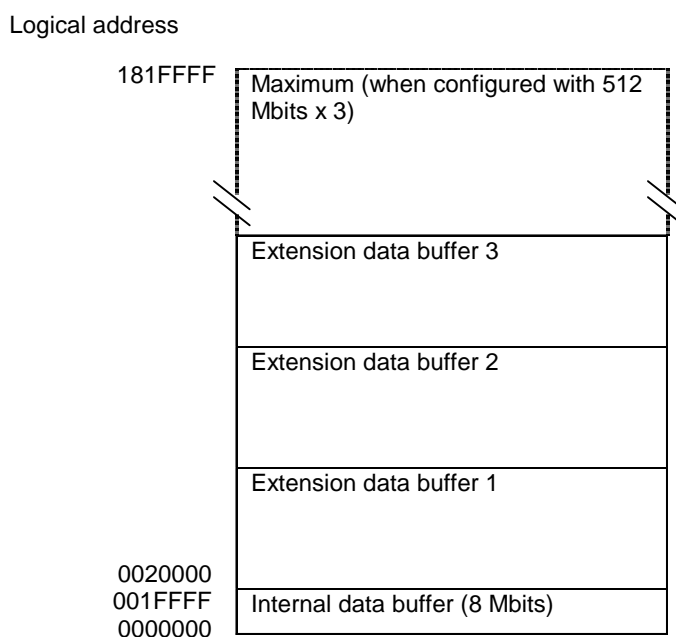 Logical address
181FFFF
Maximum (when configured with 512
Mbits x 3)
Extension data buffer 3
Extension data buffer 2
Extension data buffer 1
0020000
001FFFF
Internal data buffer (8 Mbits)
0000000